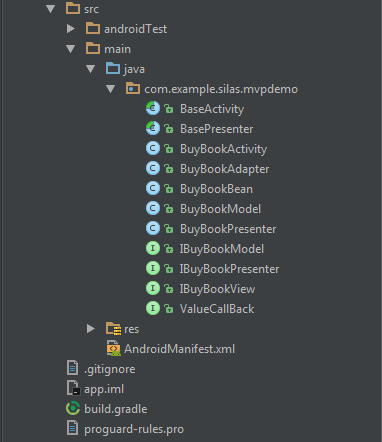 src
androidTest
main
java
com.example.silas.mvpdemo
BaseActivity
BasePresenter
BuyBookActivity
BuyBookAdapter
BuyBookBean
BuyBookModel
BuyBookPresenter
IBuyBookModel
IBuyBookPresenter
IBuyBookView
ValueCallBack
res
AndroidManifest.xml
.gitignore
app.iml
build.gradle
proguard-rules.pro